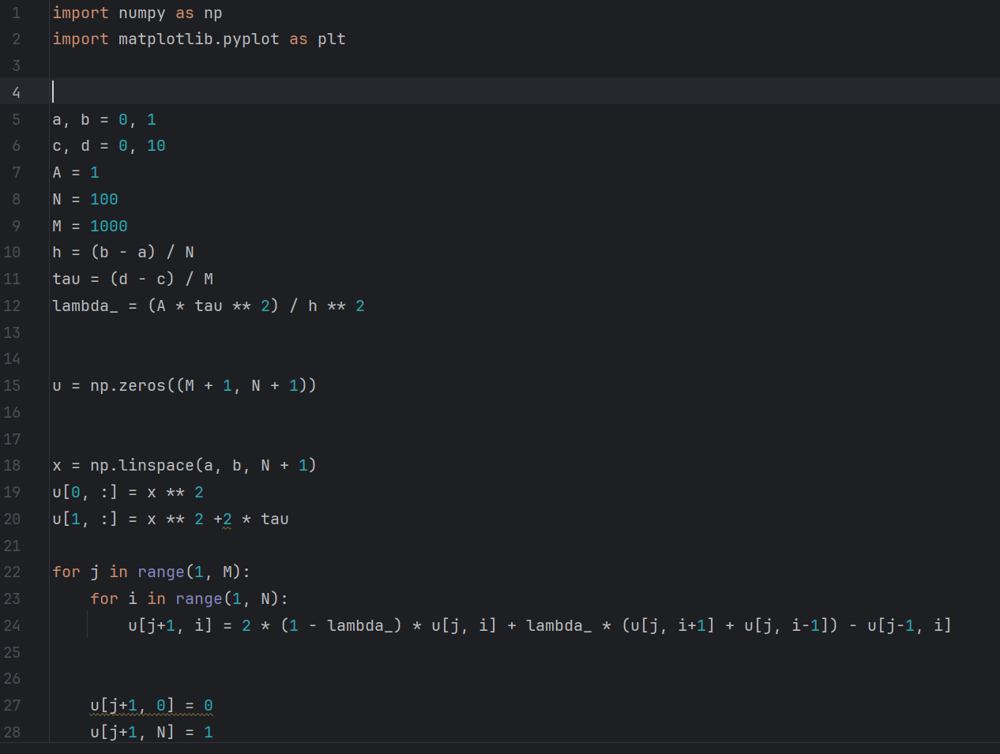 1 import numpy as np
2 import matplotlib.pyplot as plt
3
4
5 a, b = 0, 1
6 c, d = 0, 10
7 A = 1
8 N = 100
9 M = 1000
10 h = (b - a) / N
11 tau = (d - c) / M
12 lambda_ = (A * tau ** 2) / h ** 2
13
14
15 u = np.zeros((M + 1, N + 1))
16
17
18 x = np.linspace(a, b, N + 1)
19 u[0, :] = x ** 2
20 u[1, :] = x ** 2 +2 * tau
21
22 for j in range(1, M):
23     for i in range(1, N):
24         u[j+1, i] = 2 * (1 - lambda_) * u[j, i] + lambda_ * (u[j, i+1] + u[j, i-1]) - u[j-1, i]
25
26
27     u[j+1, 0] = 0
28     u[j+1, N] = 1